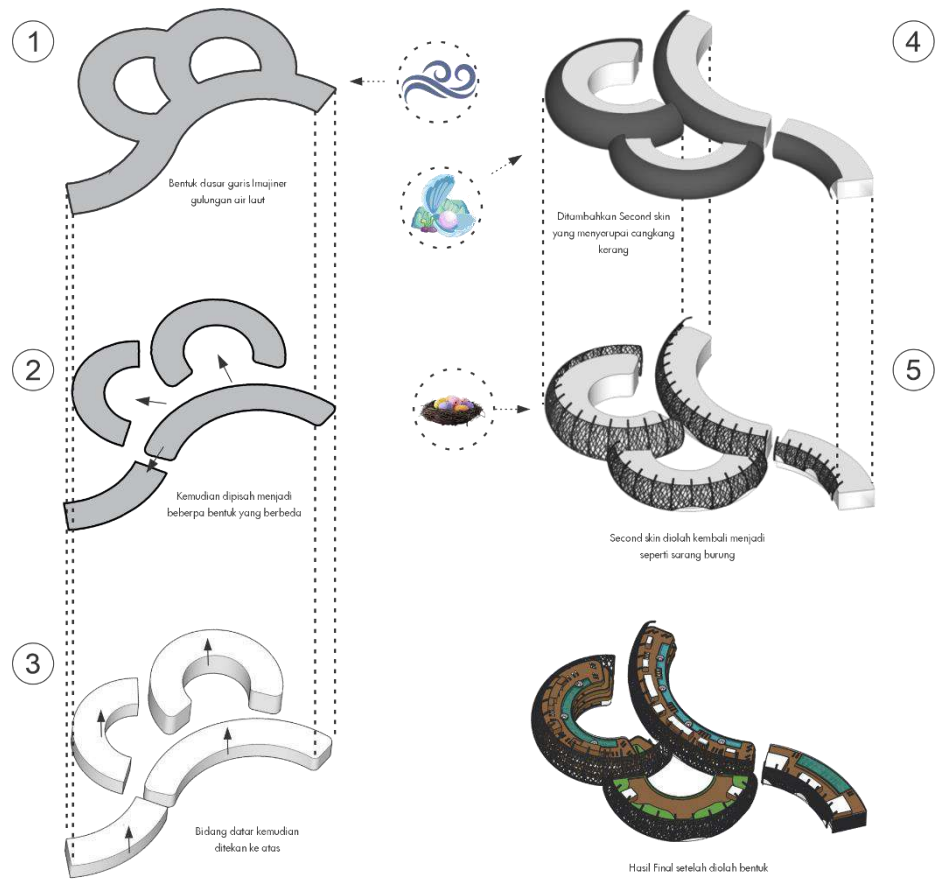 1
Bentuk dasar garis Imajiner
gulungan air laut
2
Kemudian dipisah menjadi
beberpa bentuk yang berbeda
3
Bidang datar kemudian
ditekan ke atas
4
Ditambahkan Second skin
yang menyerupai cangkang
kerang
5
Second skin diolah kembali menjadi
seperti sarang burung
Hasil Final setelah diolah bentuk